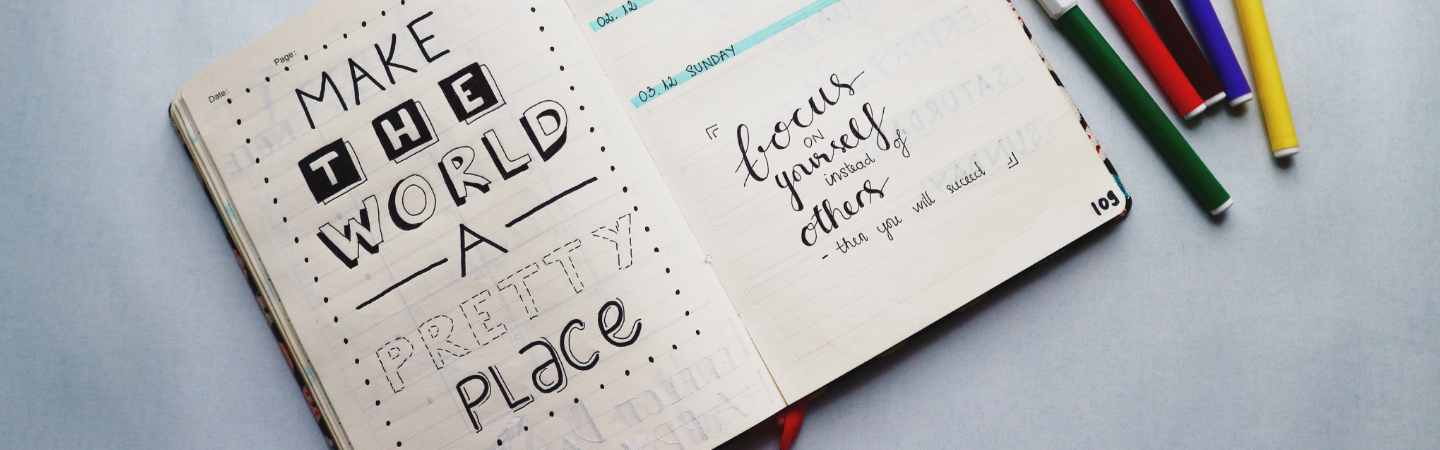 Page:
Date:
MAKE
THE
WORLD
A
PRETTY
PLace
02. 12
03. 12 SUNDAY
focus
ON
yourself
instead of
others
- then you will succeed
109